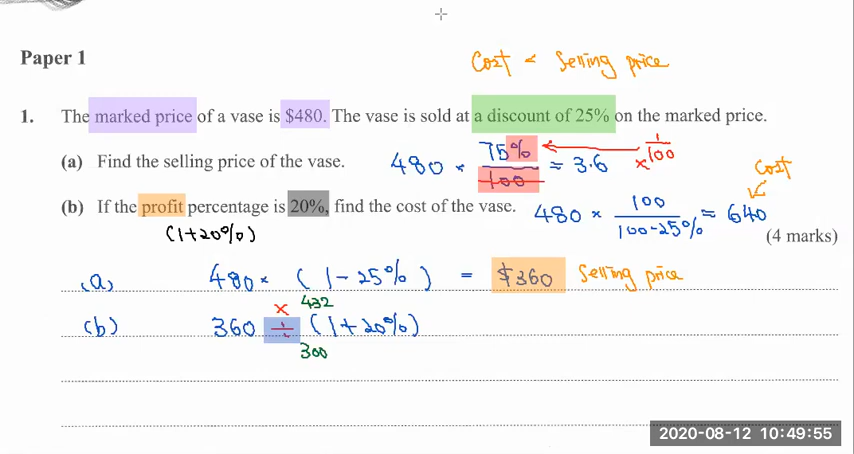 Paper 1
Cost < Selling price
1. The marked price of a vase is $480. The vase is sold at a discount of 25% on the marked price.
(a) Find the selling price of the vase. 480 × 75% / 100 = 3.6 × 1/100
Cost
(b) If the profit percentage is 20%, find the cost of the vase. 480 × 100 / 100-25% = 640
(1+20%)
(4 marks)
(a) 480 × (1-25%) = $360 Selling price
× 432
(b) 360 ÷ (1+20%)
300
2020-08-12 10:49:55